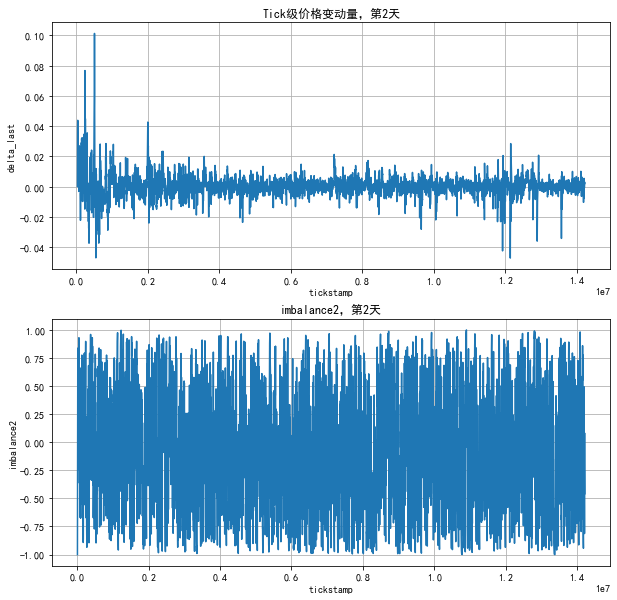 Tick级价格变动量，第2天
delta_last
0.10
0.08
0.06
0.04
0.02
0.00
-0.02
-0.04
0.0 0.2 0.4 0.6 0.8 1.0 1.2 1.4
1e7
tickstamp
imbalance2，第2天
imbalance2
1.00
0.75
0.50
0.25
0.00
-0.25
-0.50
-0.75
-1.00
0.0 0.2 0.4 0.6 0.8 1.0 1.2 1.4
1e7
tickstamp